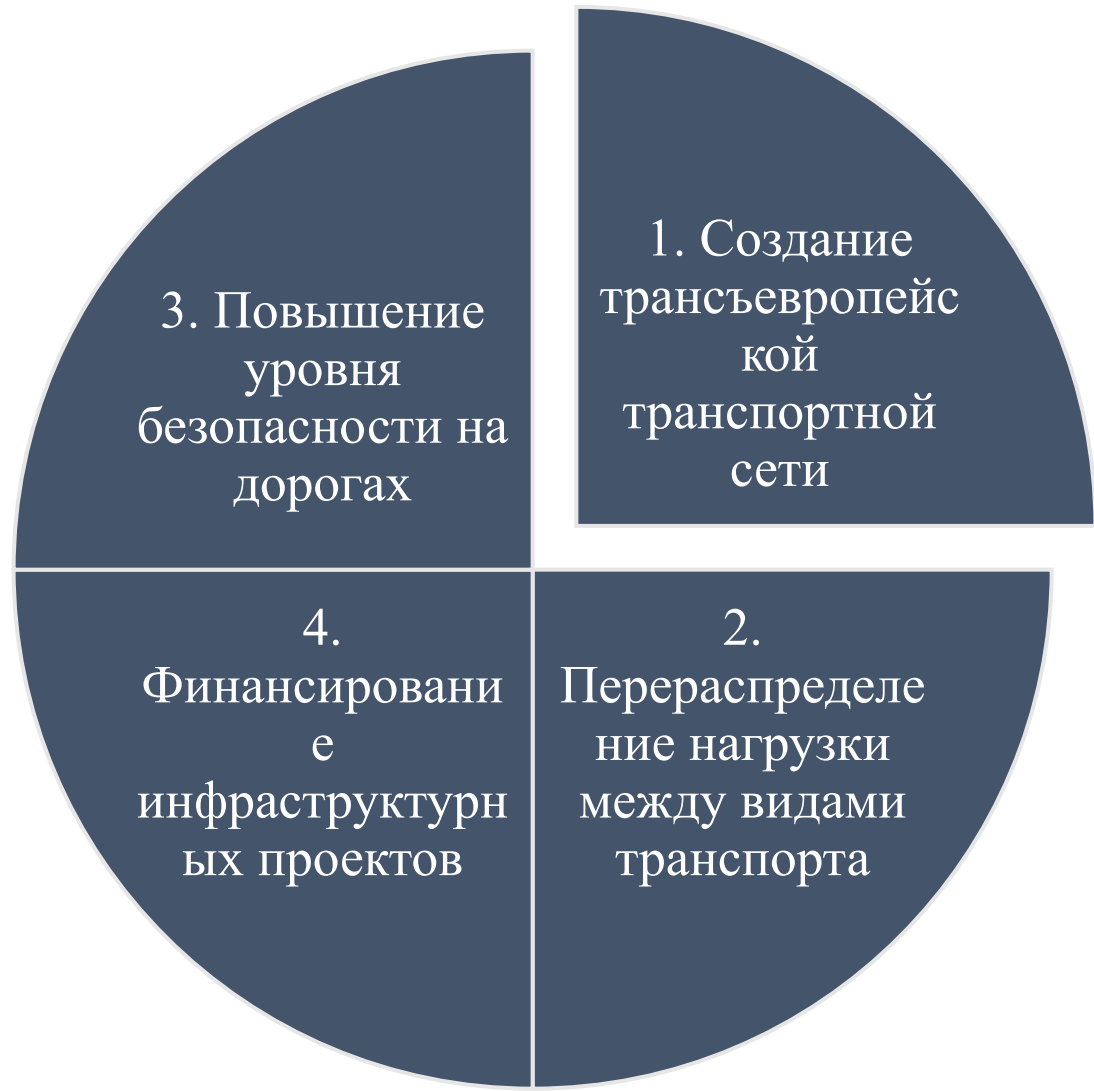 1. Создание
трансъевропейс
кой
транспортной
сети
2.
Перераспределе
ние нагрузки
между видами
транспорта
3. Повышение
уровня
безопасности на
дорогах
4.
Финансировани
е
инфраструктурн
ых проектов